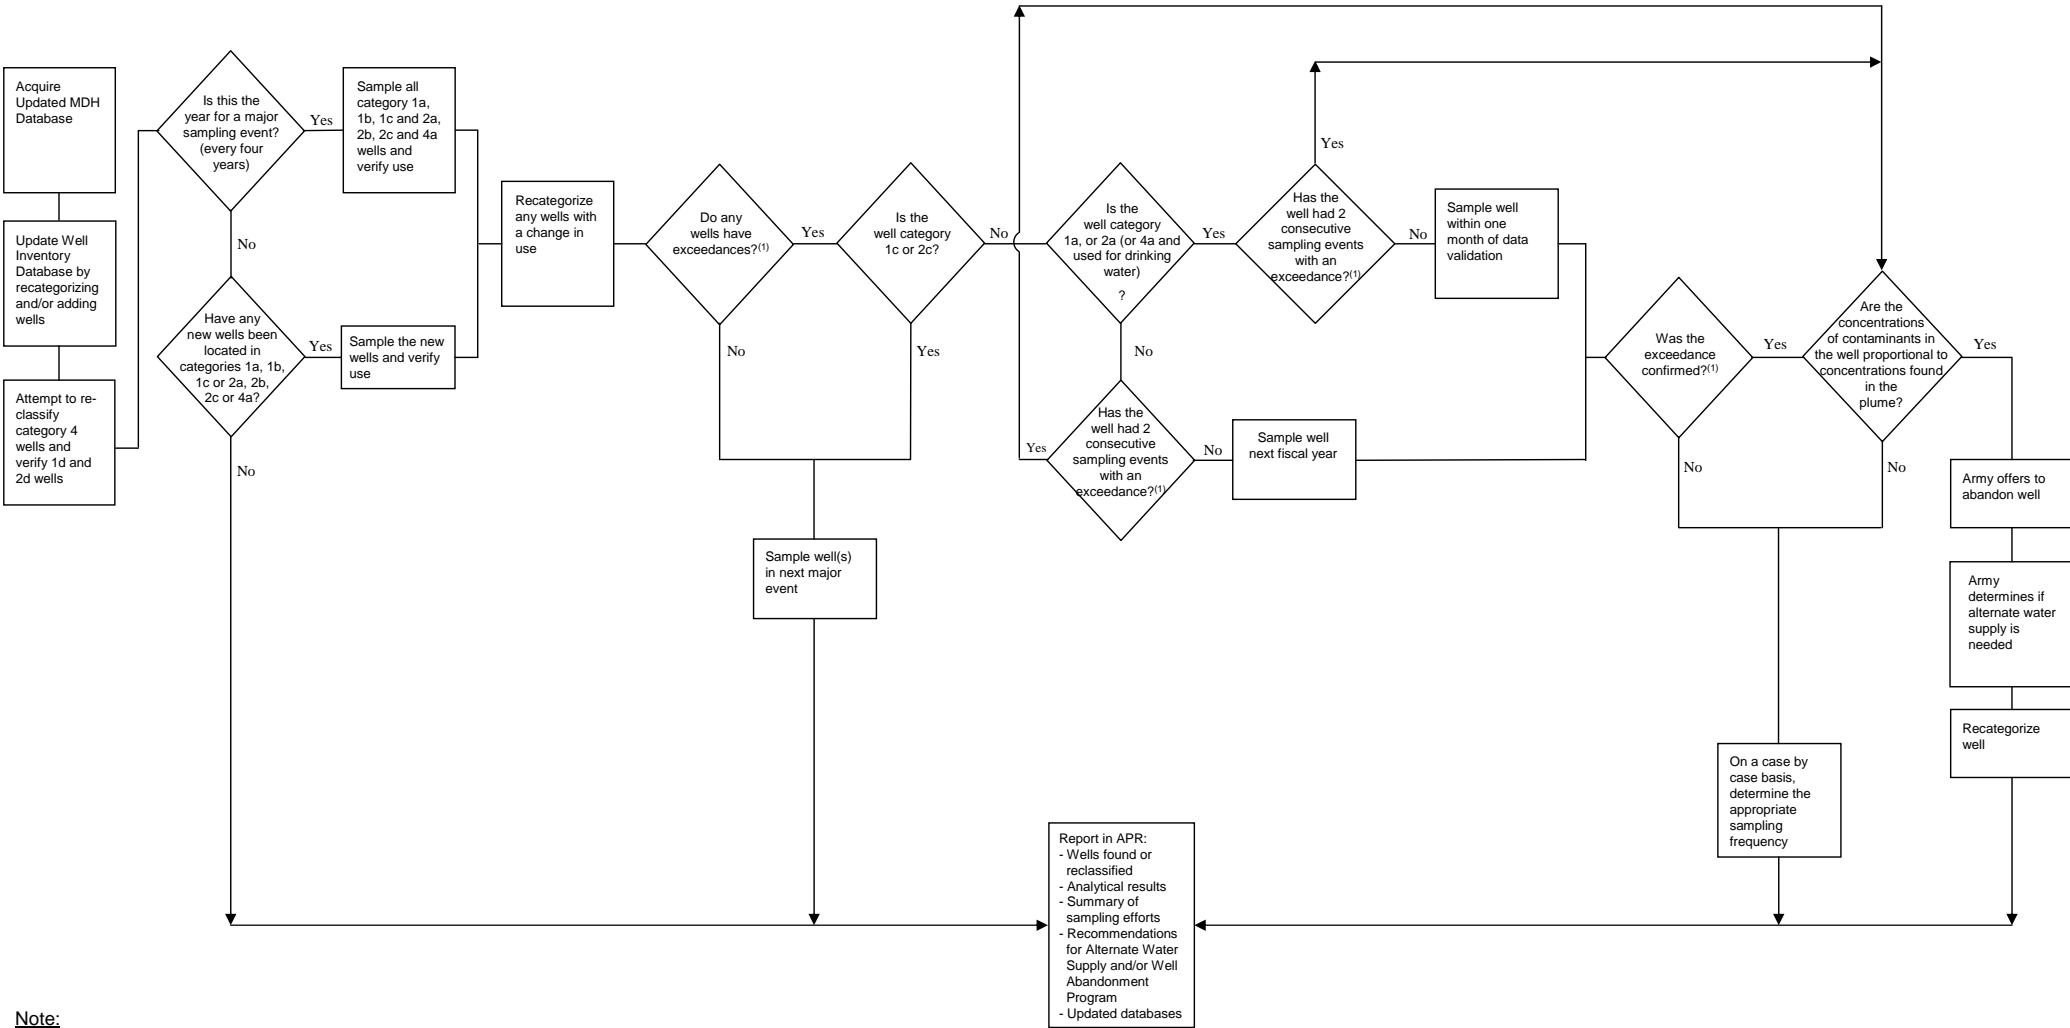 Acquire
Updated MDH
Database
Update Well
Inventory
Database by
recategorizing
and/or adding
wells
Attempt to re-
classify
category 4
wells and
verify 1d and
2d wells
Is this the
year for a major
sampling event?
(every four
years)
Yes
No
Sample all
category 1a,
1b, 1c and 2a,
2b, 2c and 4a
wells and
verify use
Have any
new wells been
located in
categories 1a, 1b,
1c or 2a, 2b,
2c or 4a?
Yes
No
Sample the new
wells and verify
use
Recategorize
any wells with
a change in
use
Do any
wells have
exceedances?(1)
Yes
No
Is the
well category
1c or 2c?
No
Yes
Sample well(s)
in next major
event
Is the
well category
1a, or 2a (or 4a and
used for drinking
water)
?
Yes
No
Has the
well had 2
consecutive
sampling events
with an
exceedance?(1)
Yes
No
Sample well
within one
month of data
validation
Has the
well had 2
consecutive
sampling events
with an
exceedance?(1)
Yes
No
Sample well
next fiscal year
Was the
exceedance
confirmed?(1)
Yes
No
Are the
concentrations
of contaminants in
the well proportional to
concentrations found
in the
plume?
Yes
No
Army offers to
abandon well
Army
determines if
alternate water
supply is
needed
Recategorize
well
On a case by
case basis,
determine the
appropriate
sampling
frequency
Report in APR:
- Wells found or
reclassified
- Analytical results
- Summary of
sampling efforts
- Recommendations
for Alternate Water
Supply and/or Well
Abandonment
Program
- Updated databases
Note: